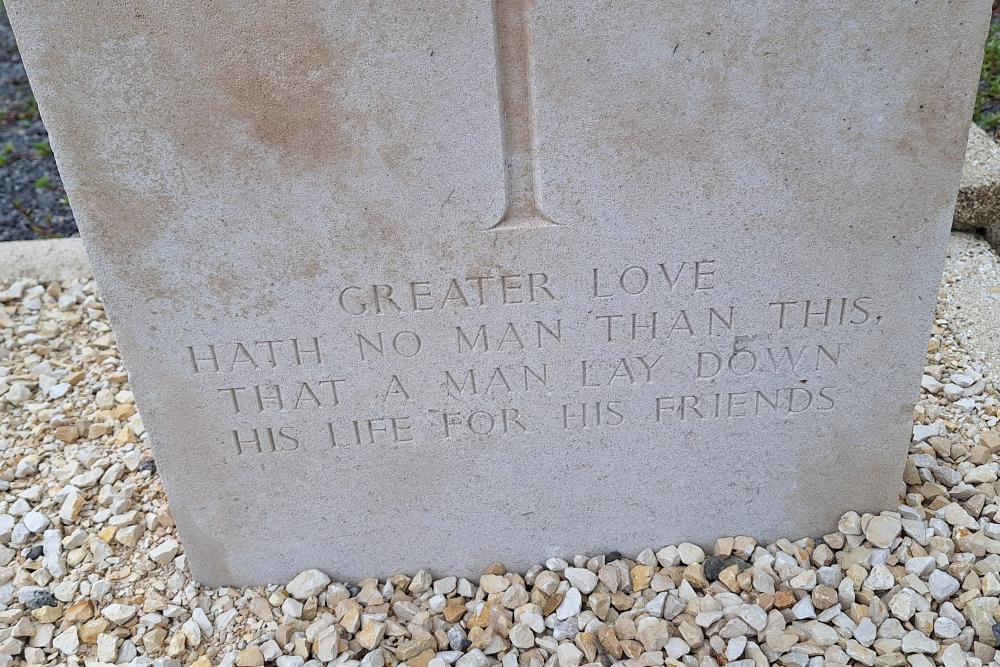 GREATER LOVE
HATH NO MAN THAN THIS,
THAT A MAN LAY DOWN
HIS LIFE FOR HIS FRIENDS